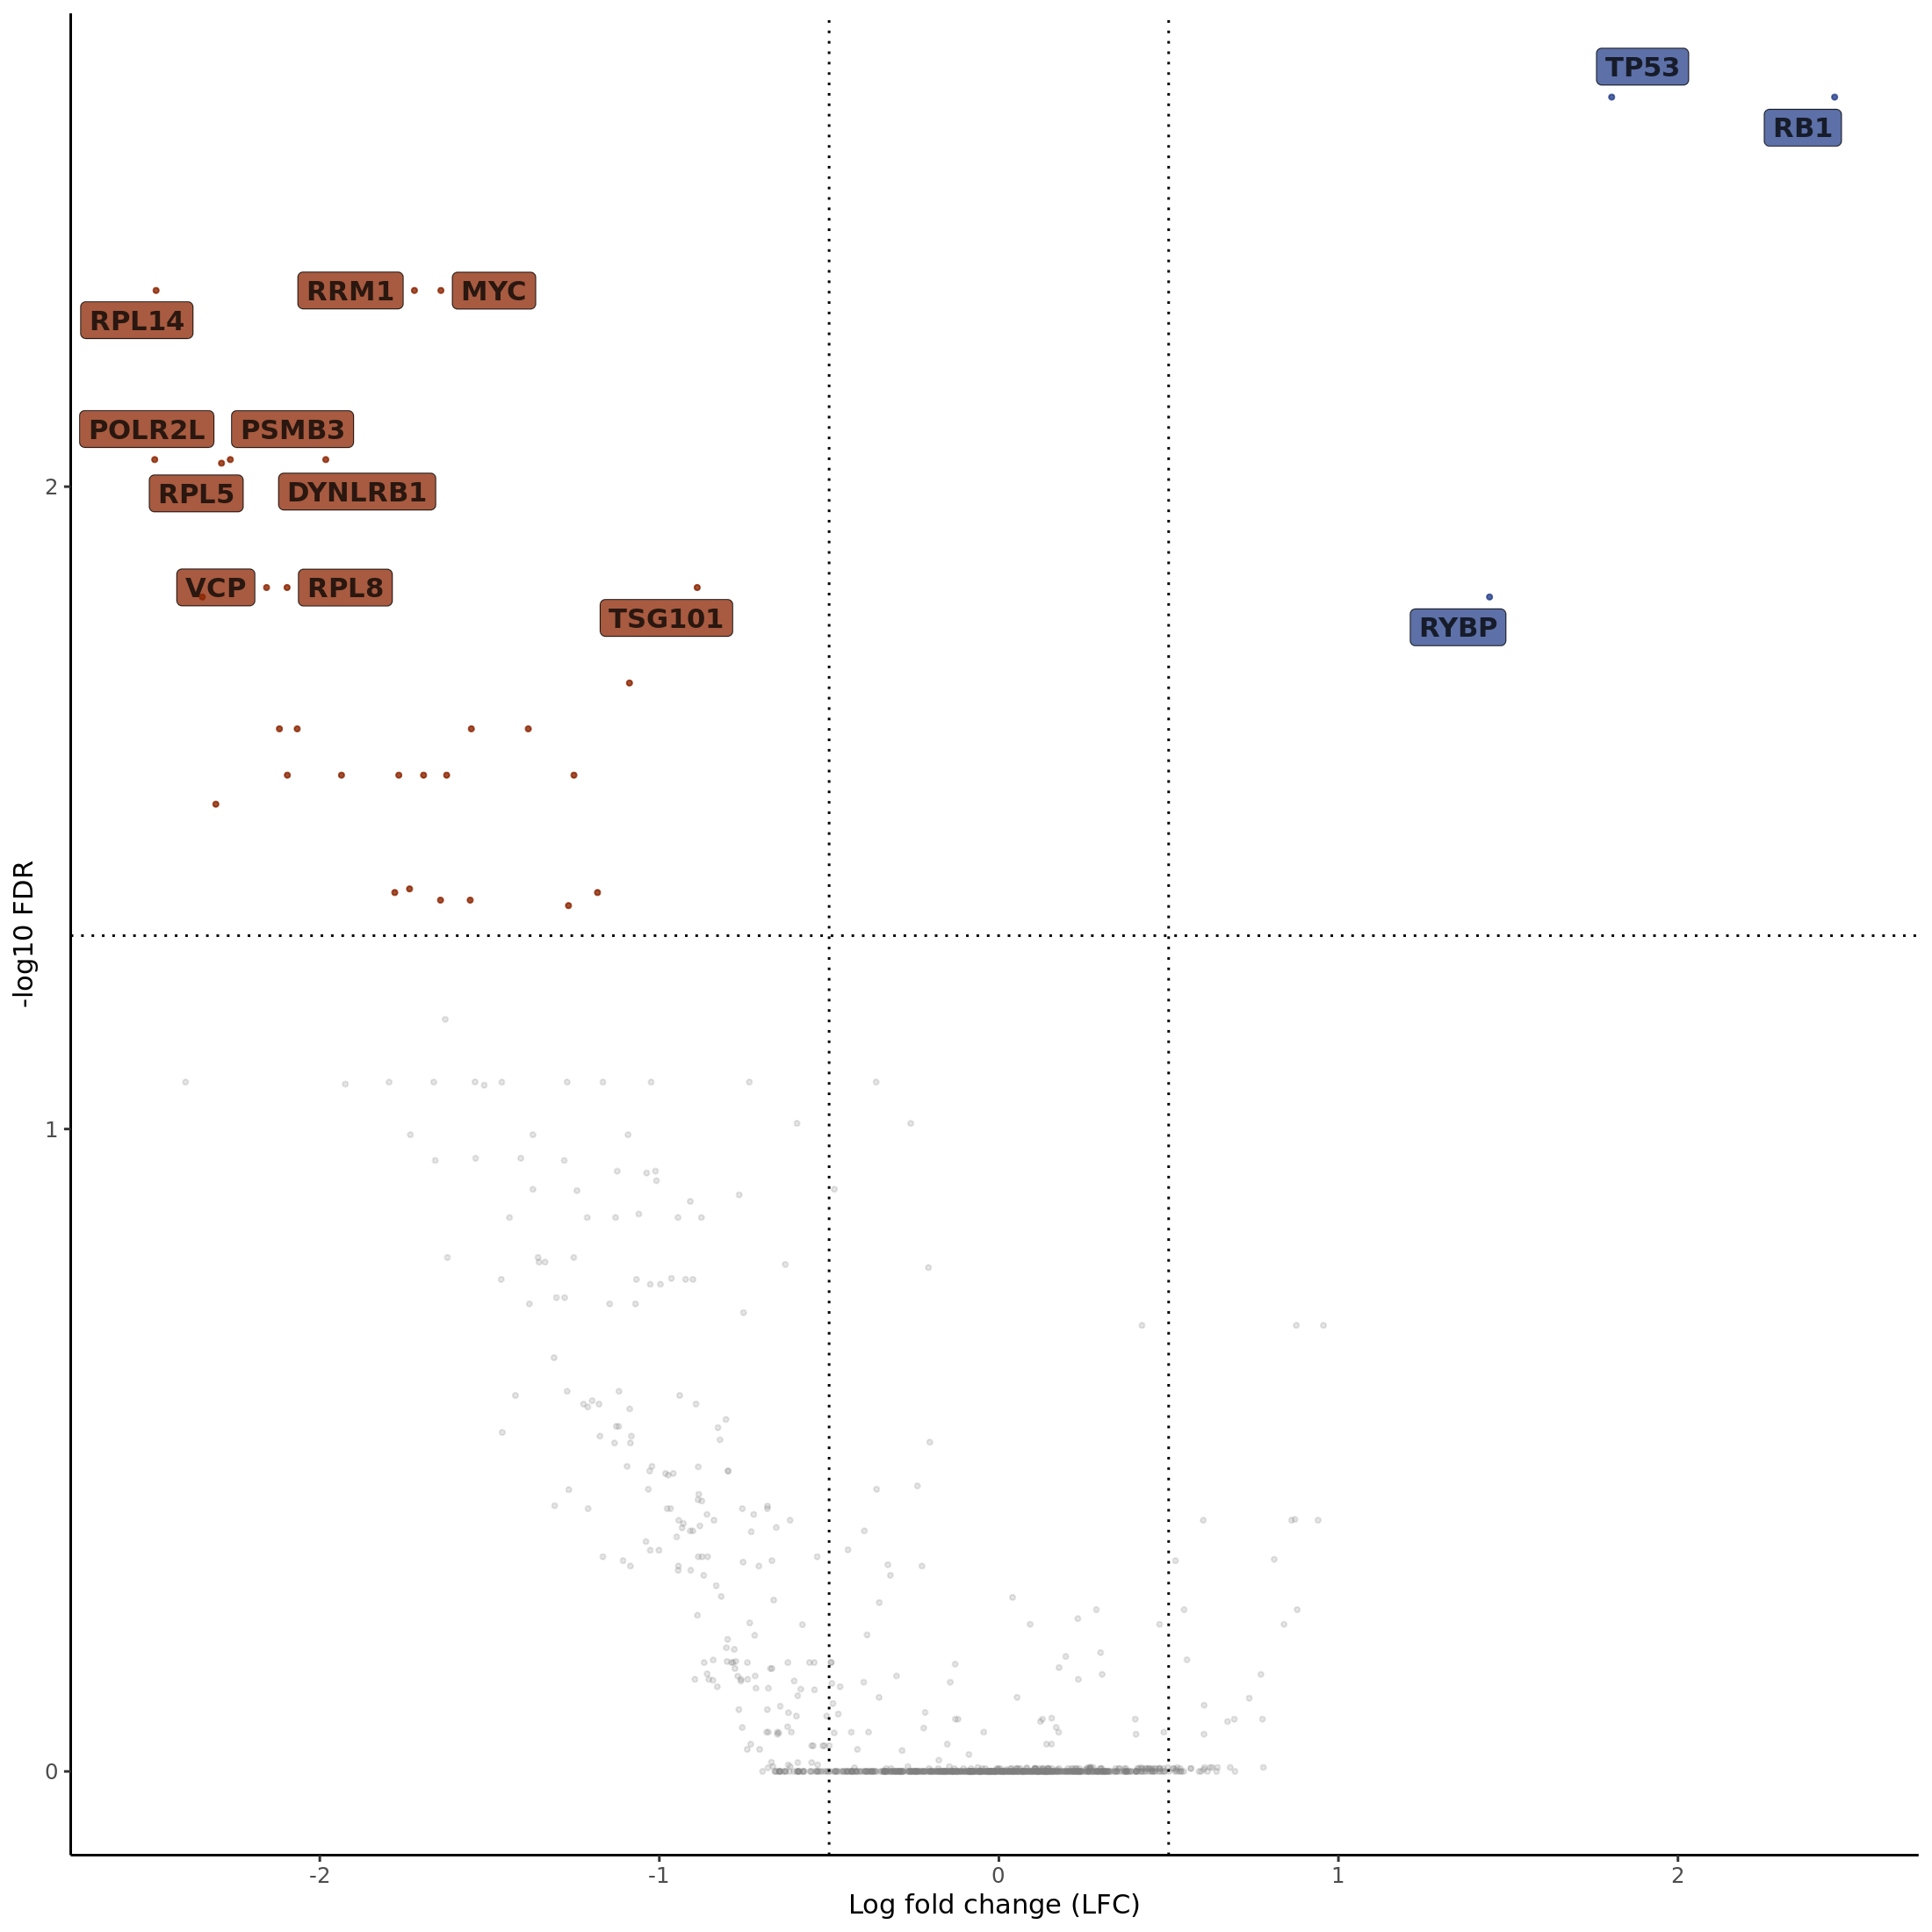 TP53
RB1
RRM1 MYC
RPL14
POLR2L PSMB3
RPL5 DYNLRB1
2
VCP RPL8
TSG101
RYBP
-log10 FDR
1
0
-2 -1 0 1 2
Log fold change (LFC)